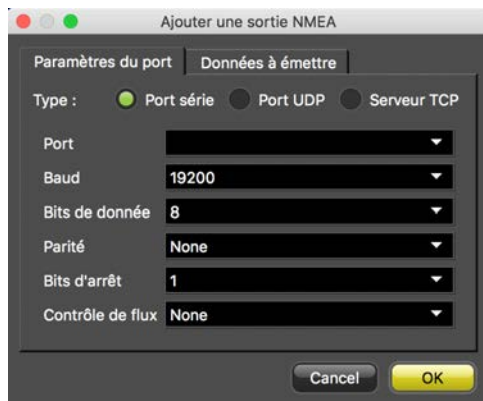 Ajouter une sortie NMEA
Paramètres du port Données à émettre
Type : Port série Port UDP Serveur TCP
Port
Baud 19200
Bits de donnée 8
Parité None
Bits d'arrêt 1
Contrôle de flux None
Cancel OK